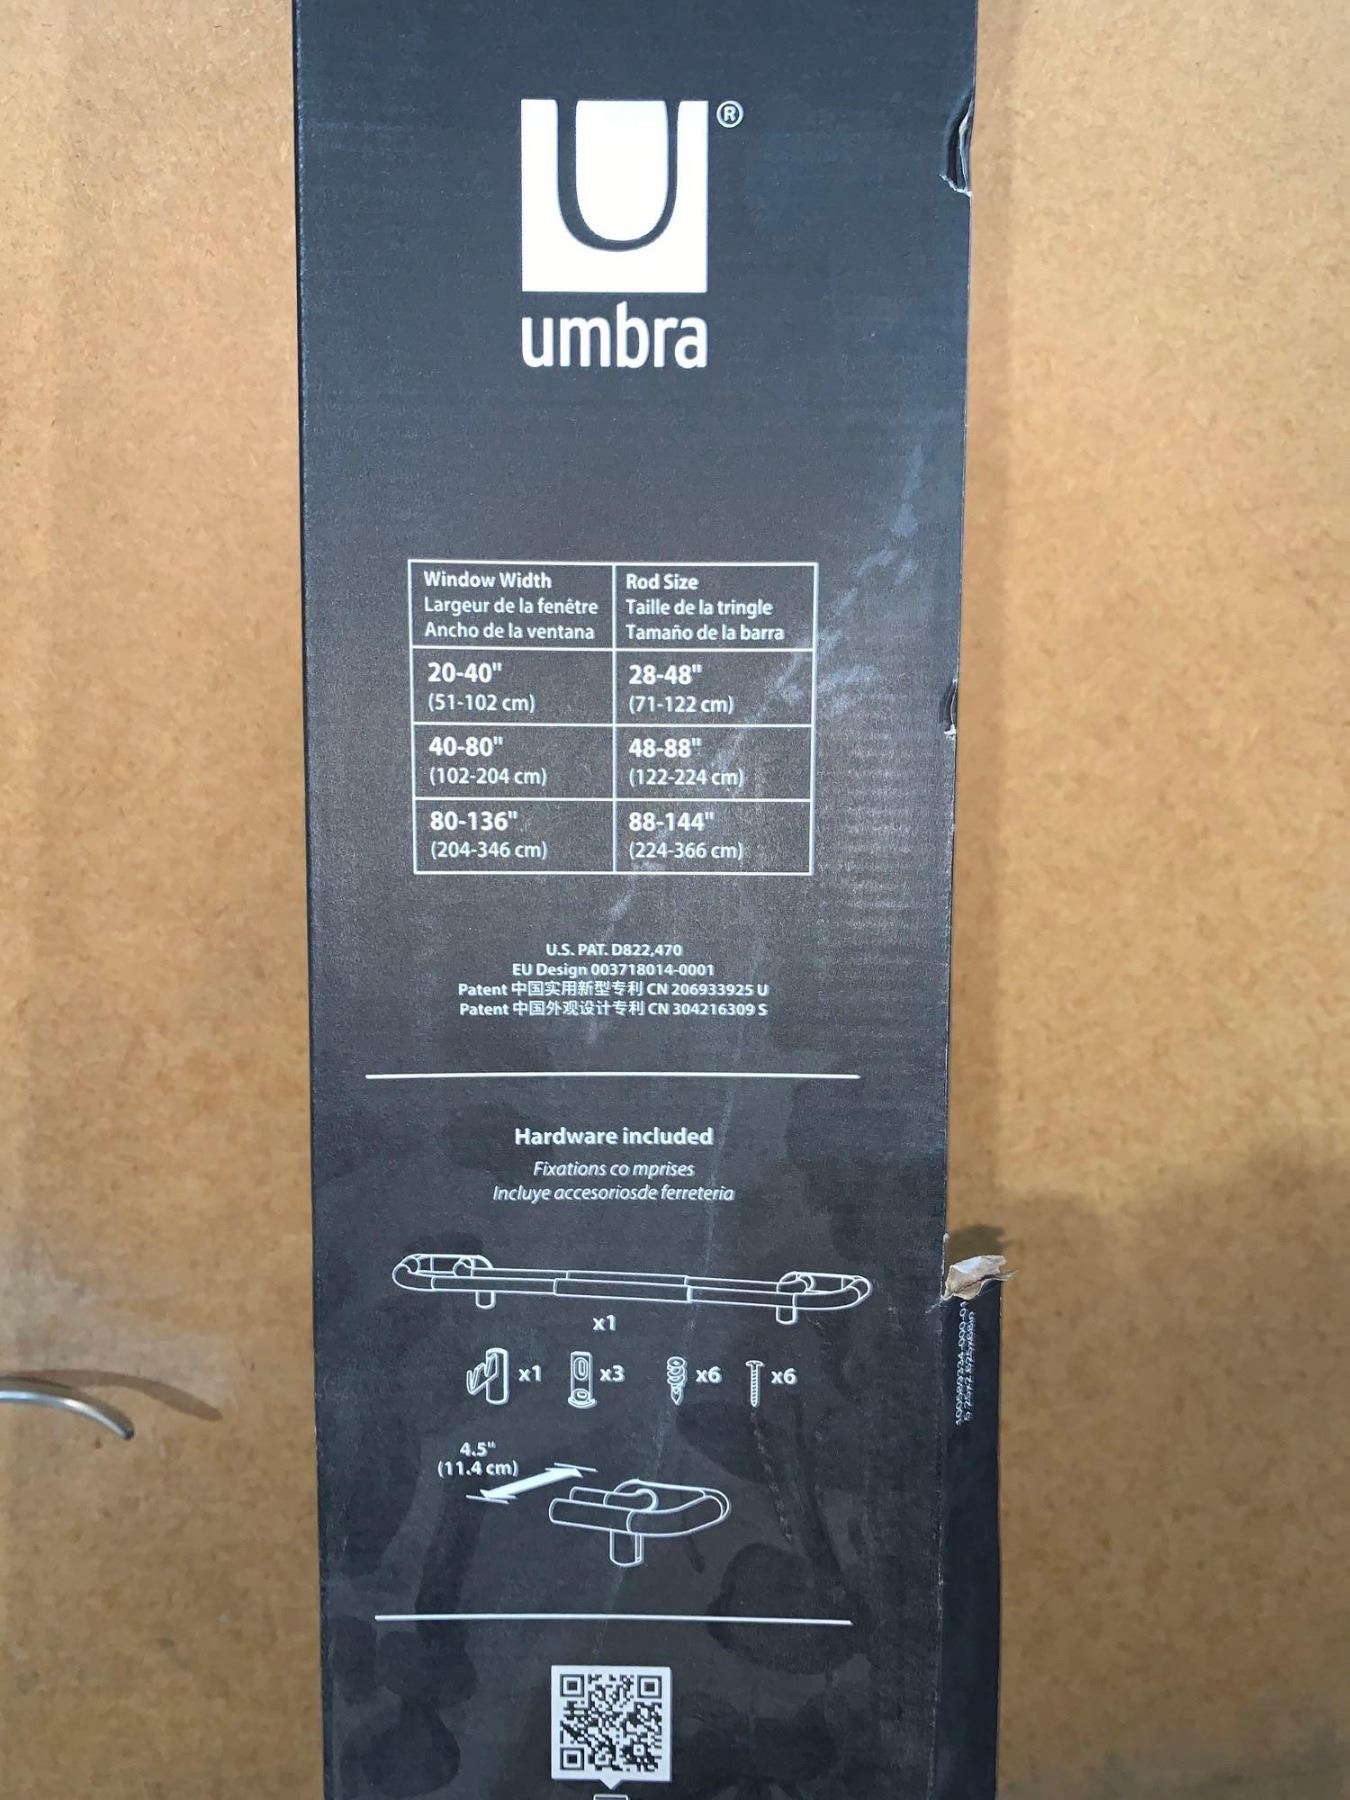 U®
umbra
Window Width
Largeur de la fenêtre
Ancho de la ventana
Rod Size
Taille de la tringle
Tamaño de la barra
20-40"
(51-102 cm)
28-48"
(71-122 cm)
40-80"
(102-204 cm)
48-88"
(122-224 cm)
80-136"
(204-346 cm)
88-144"
(224-366 cm)
U.S. PAT. D822,470
EU Design 003718014-0001
Patent 中国实用新型专利 CN 206933925 U
Patent 中国外观设计专利 CN 304216309 S
Hardware included
Fixations co mprises
Incluye accesoriosde ferreteria
x1
x1 x3 x6 x6
4.5"
(11.4 cm)